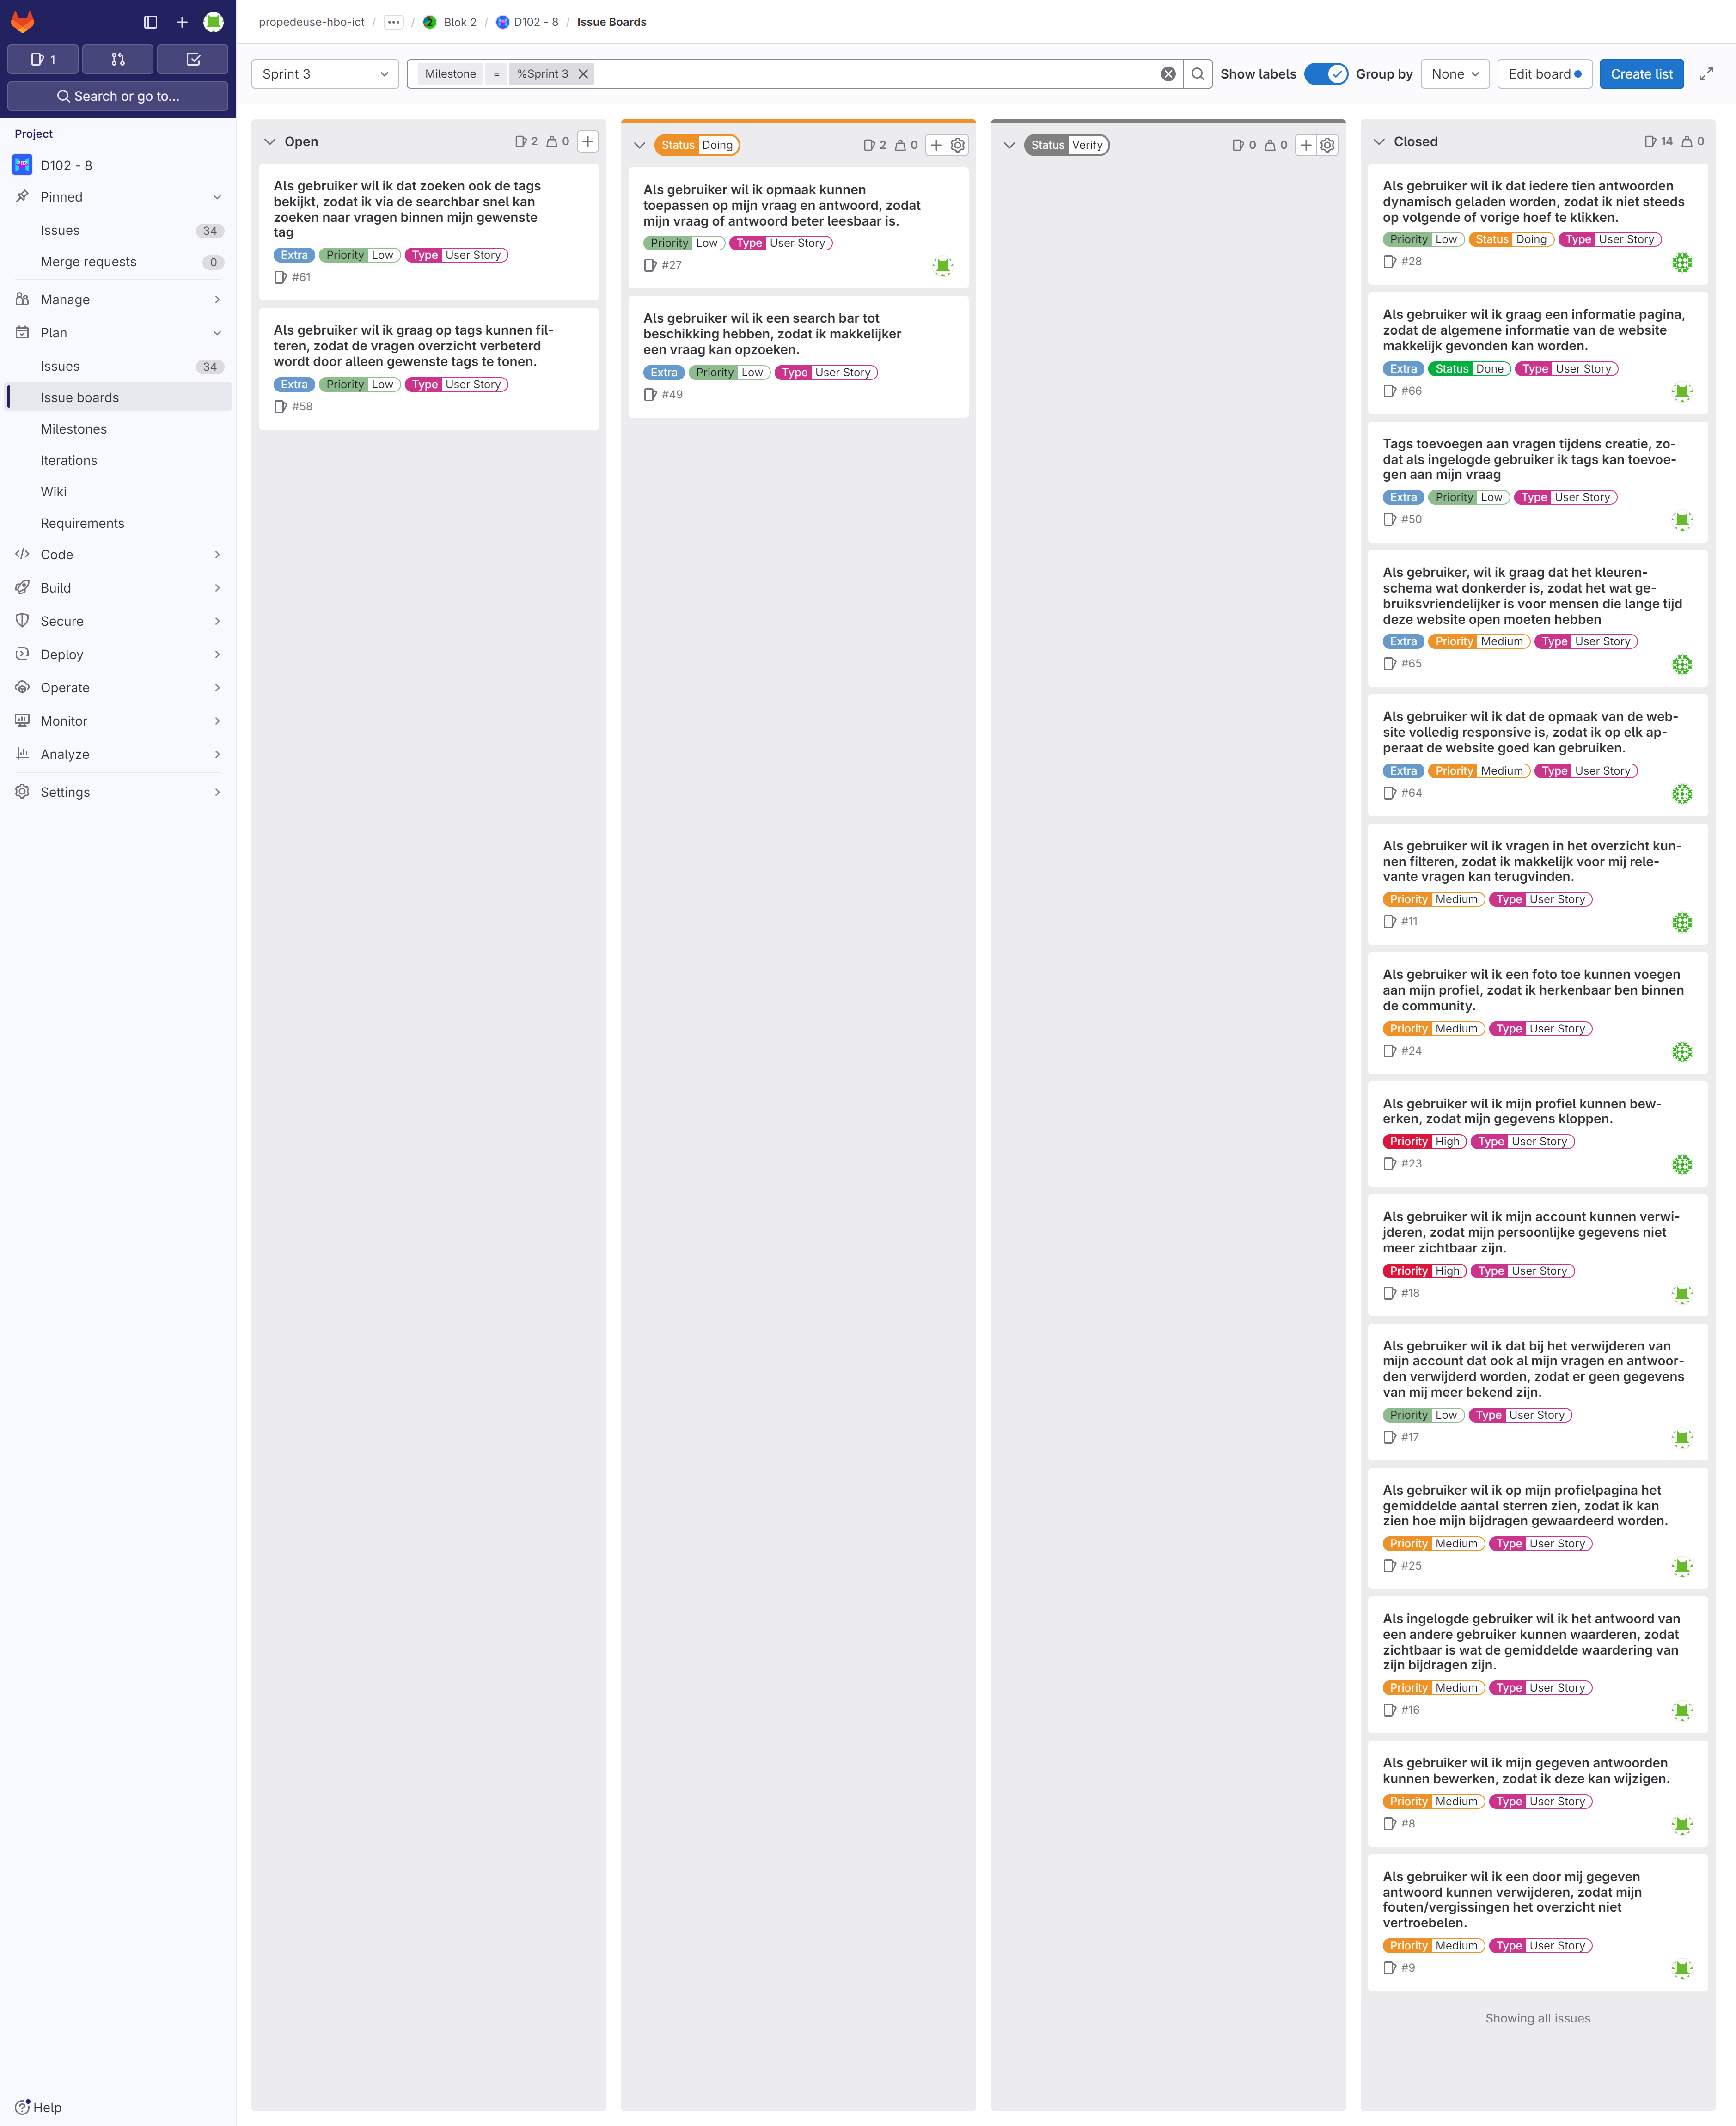 propedeuse-hbo-ict / ... / 2 Blok 2 / D102 - 8 / Issue Boards
1
Search or go to...
Project
D102 - 8
Pinned
Issues 34
Merge requests 0
Manage
Plan
Issues 34
Issue boards
Milestones
Iterations
Wiki
Requirements
Code
Build
Secure
Deploy
Operate
Monitor
Analyze
Settings
Help
Sprint 3
Milestone = %Sprint 3
Show labels
Group by
None
Edit board
Create list
Open 2 0
Als gebruiker wil ik dat zoeken ook de tags
bekijt, zodat ik via de searchbar snel kan
zoeken naar vragen binnen mijn gewenste
tag
Extra Priority Low Type User Story
#61
Als gebruiker wil ik graag op tags kunnen fil-
teren, zodat de vragen overzicht verbeterd
wordt door alleen gewenste tags te tonen.
Extra Priority Low Type User Story
#58
Status Doing 2 0
Als gebruiker wil ik opmaak kunnen
toepassen op mijn vraag en antwoord, zodat
mijn vraag of antwoord beter leesbaar is.
Priority Low Type User Story
#27
Als gebruiker wil ik een search bar tot
beschikking hebben, zodat ik makkelijker
een vraag kan opzoeken.
Extra Priority Low Type User Story
#49
Status Verify 0 0
Closed 14 0
Als gebruiker wil ik dat iedere tien antwoorden
dynamisch geladen worden, zodat ik niet steeds
op volgende of vorige hoef te klikken.
Priority Low Status Doing Type User Story
#28
Als gebruiker wil ik graag een informatie pagina,
zodat de algemene informatie van de website
makkelijk gevonden kan worden.
Extra Status Done Type User Story
#66
Tags toevoegen aan vragen tijdens creatie, zo-
dat als ingelogde gebruiker ik tags kan toevoe-
gen aan mijn vraag
Extra Priority Low Type User Story
#50
Als gebruiker, wil ik graag dat het kleuren-
schema wat donkerder is, zodat het wat ge-
bruiksvriendelijker is voor mensen die lange tijd
deze website open moeten hebben
Extra Priority Medium Type User Story
#65
Als gebruiker wil ik dat de opmaak van de web-
site volledig responsive is, zodat ik op elk ap-
peraat de website goed kan gebruiken.
Extra Priority Medium Type User Story
#64
Als gebruiker wil ik vragen in het overzicht kun-
nen filteren, zodat ik makkelijk voor mij rele-
vante vragen kan terugvinden.
Priority Medium Type User Story
#11
Als gebruiker wil ik een foto toe kunnen voegen
aan mijn profiel, zodat ik herkenbaar ben binnen
de community.
Priority Medium Type User Story
#24
Als gebruiker wil ik mijn profiel kunnen bew-
erken, zodat mijn gegevens kloppen.
Priority High Type User Story
#23
Als gebruiker wil ik mijn account kunnen verwi-
jderen, zodat mijn persoonlijke gegevens niet
meer zichtbaar zijn.
Priority High Type User Story
#18
Als gebruiker wil ik dat bij het verwijderen van
mijn account dat ook al mijn vragen en antwoor-
den verwijderd worden, zodat er geen gegevens
van mij meer bekend zijn.
Priority Low Type User Story
#17
Als gebruiker wil ik op mijn profielpagina het
gemiddelde aantal sterren zien, zodat ik kan
zien hoe mijn bijdragen gewaardeerd worden.
Priority Medium Type User Story
#25
Als ingelogde gebruiker wil ik het antwoord van
een andere gebruiker kunnen waarderen, zodat
zichtbaar is wat de gemiddelde waardering van
zijn bijdragen zijn.
Priority Medium Type User Story
#16
Als gebruiker wil ik mijn gegeven antwoorden
kunnen bewerken, zodat ik deze kan wijzigen.
Priority Medium Type User Story
#8
Als gebruiker wil ik een door mij gegeven
antwoord kunnen verwijderen, zodat mijn
fouten/vergissingen het overzicht niet
vertroebelen.
Priority Medium Type User Story
#9
Showing all issues